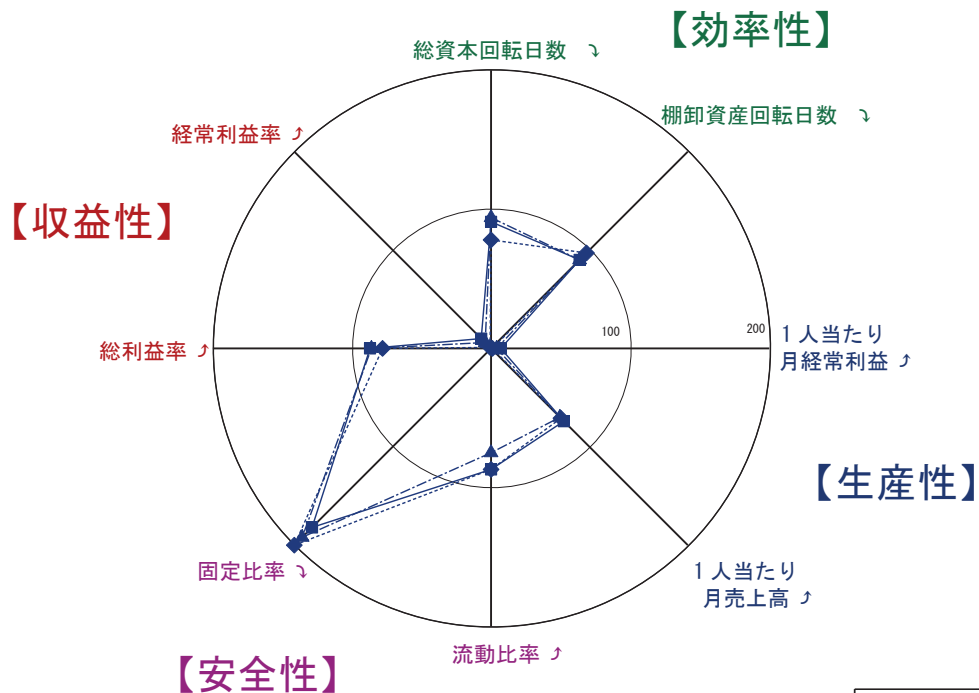 【効率性】
総資本回転日数 ⤵
棚卸資産回転日数 ⤵
経常利益率 ⤴
【収益性】
総利益率 ⤴
100
200
1人当たり
月経常利益 ⤴
【生産性】
1人当たり
月売上高 ⤴
固定比率 ⤵
流動比率 ⤴
【安全性】